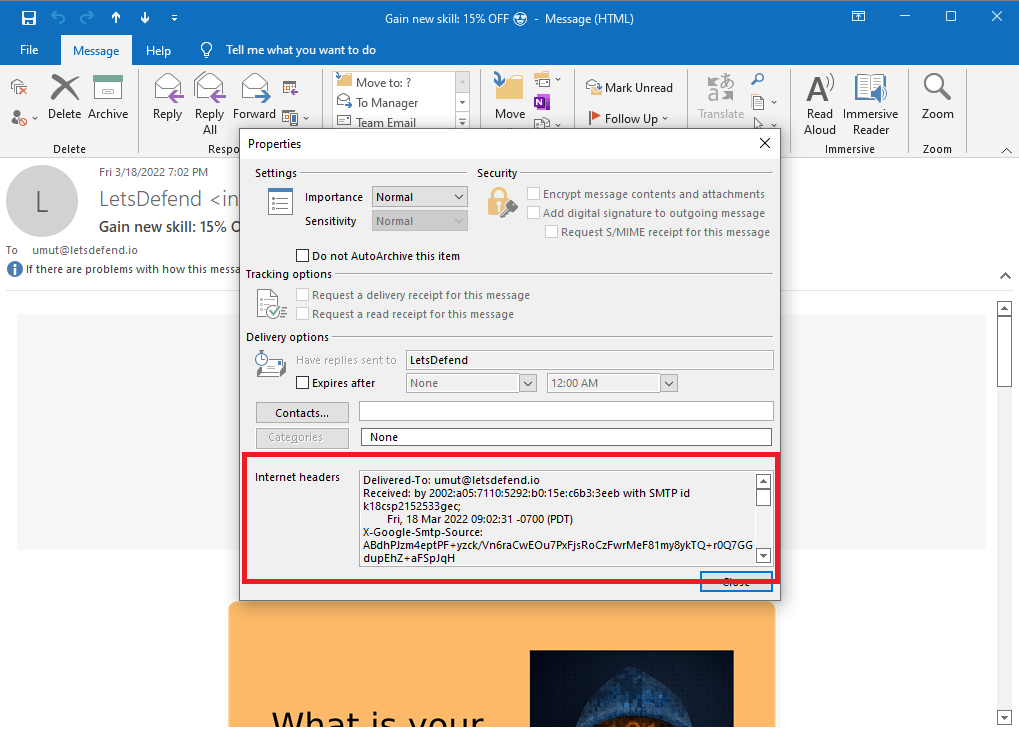 Gain new skill: 15% OFF 😎 - Message (HTML)
File
Message
Help
Tell me what you want to do
Delete
Archive
Reply
Reply All
Forward
Move to: ?
To Manager
Team Email
Move
Mark Unread
Follow Up
Translate
Read Aloud
Immersive Reader
Zoom
Delete
Respo
Immersive
Zoom
L
Fri 3/18/2022 7:02 PM
LetsDefend <in
Gain new skill: 15% O
To umut@letsdefend.io
If there are problems with how this messa
Properties
Settings
Security
Importance
Normal
Sensitivity
Normal
Encrypt message contents and attachments
Add digital signature to outgoing message
Request S/MIME receipt for this message
Do not AutoArchive this item
Tracking options
Request a delivery receipt for this message
Request a read receipt for this message
Delivery options
Have replies sent to
LetsDefend
Expires after
None
12:00 AM
Contacts...
Categories
None
Internet headers
Delivered-To: umut@letsdefend.io
Received: by 2002:a05:7110:5292:b0:15e:c6b3:3eeb with SMTP id
k18csp2152533gec;
Fri, 18 Mar 2022 09:02:31 -0700 (PDT)
X-Google-Smtp-Source:
ABdhPJzm4eptPF+yzck/Vn6raCwEOu7PxFjsRoCzFwrMeF81my8ykTQ+r0Q7GG
dupEhZ+aFSpJqH
Close
What is your